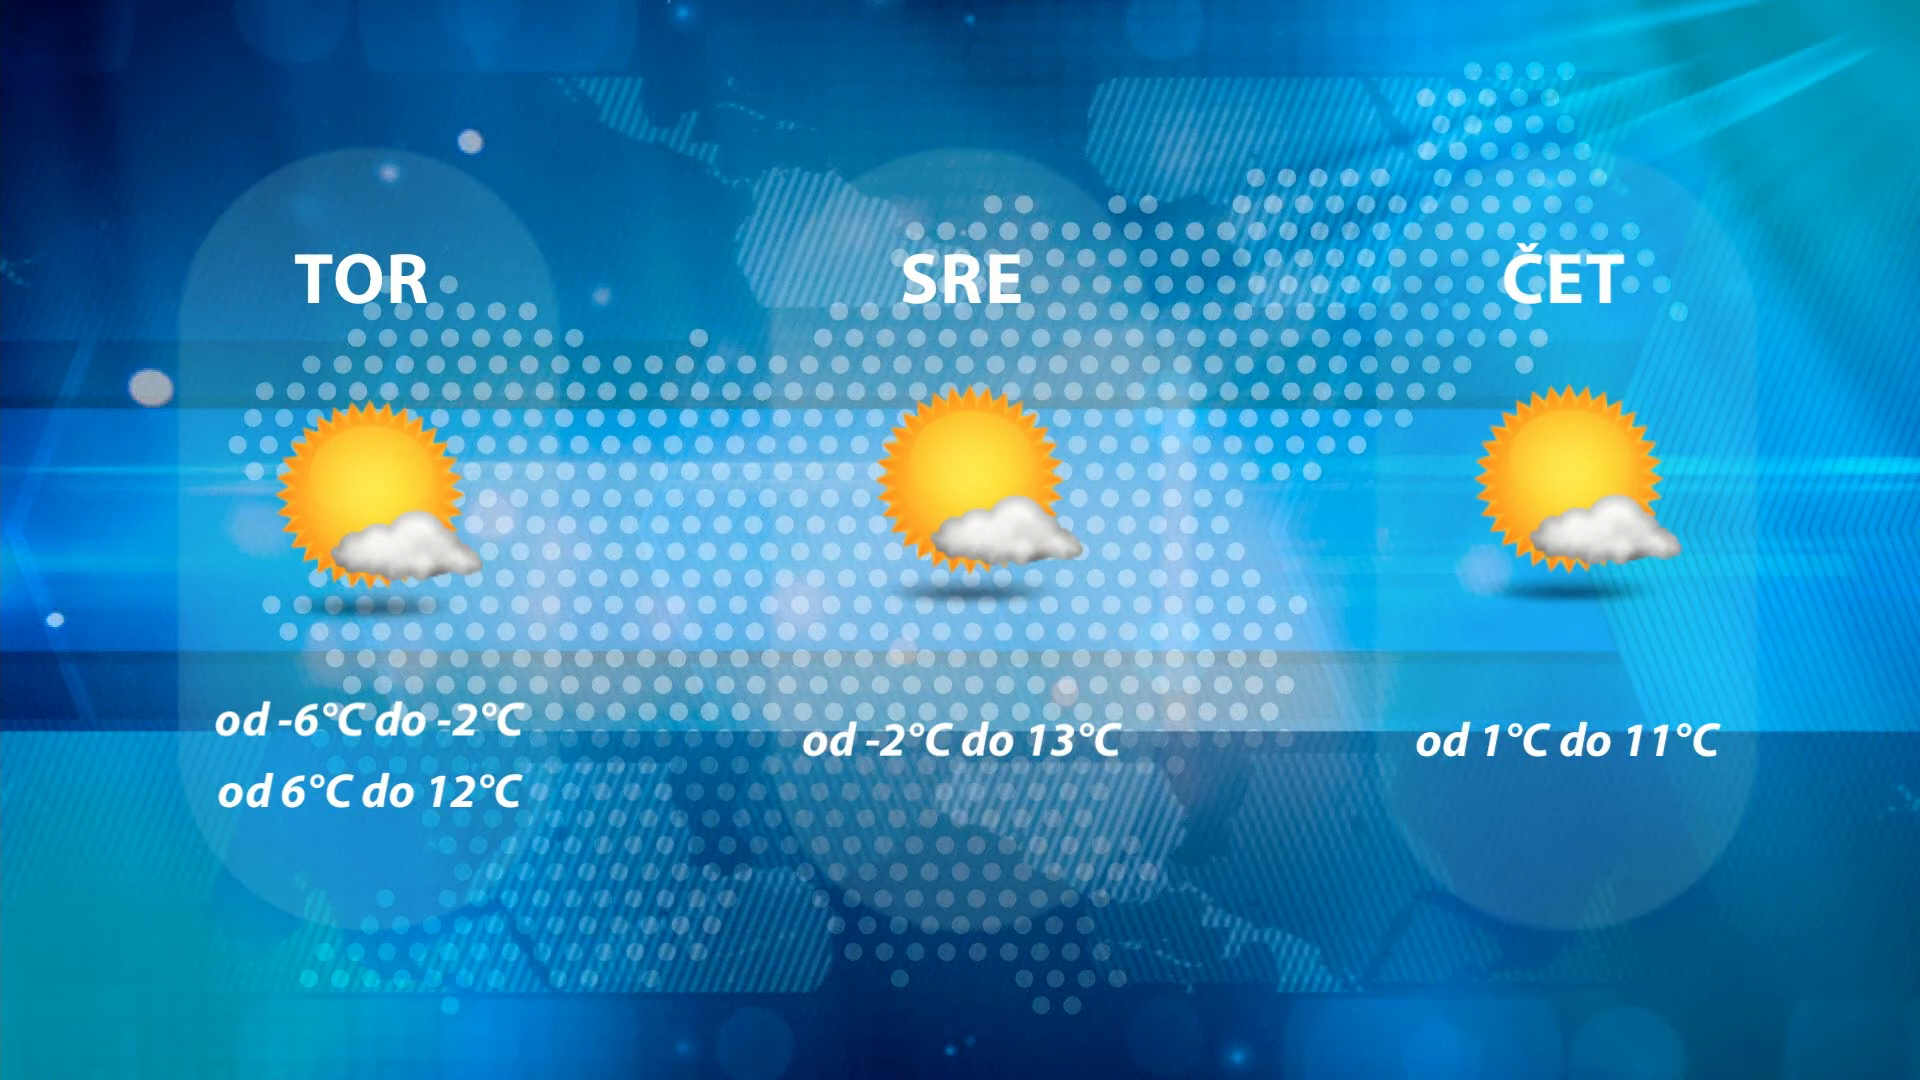 TOR
od -6°C do -2°C
od 6°C do 12°C
SRE
od -2°C do 13°C
ČET
od 1°C do 11°C